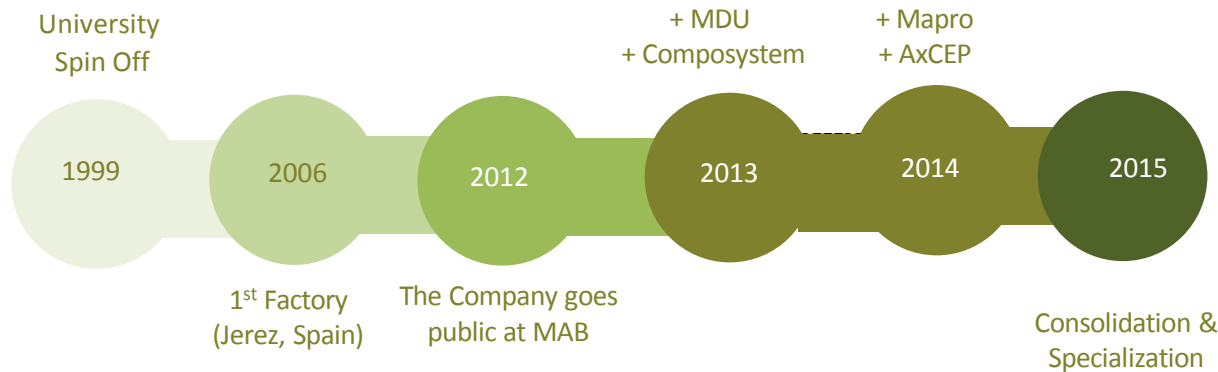 University
Spin Off
+ MDU
+ Composystem
+ Mapro
+ AxCEP
1999
2006
2012
2013
2014
2015
1st Factory
(Jerez, Spain)
The Company goes
public at MAB
Consolidation &
Specialization